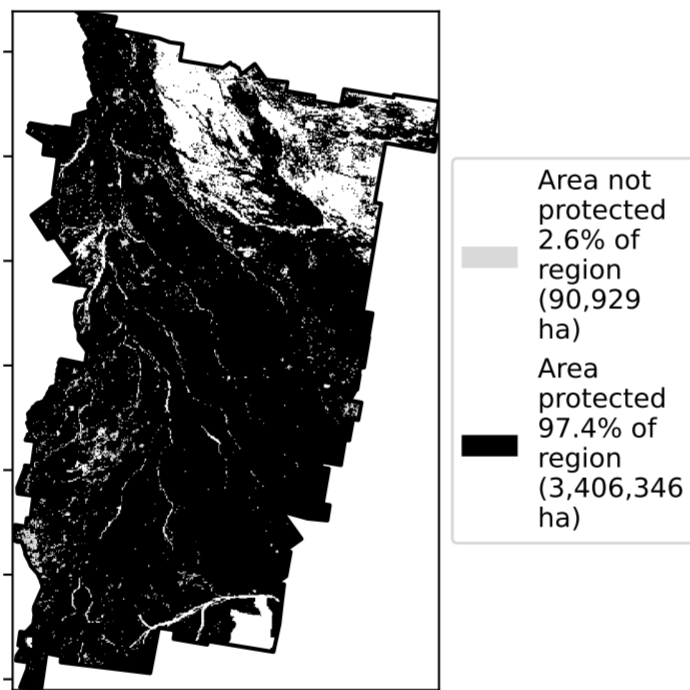 Area not
protected
2.6% of
region
(90,929
ha)
Area
protected
97.4% of
region
(3,406,346
ha)